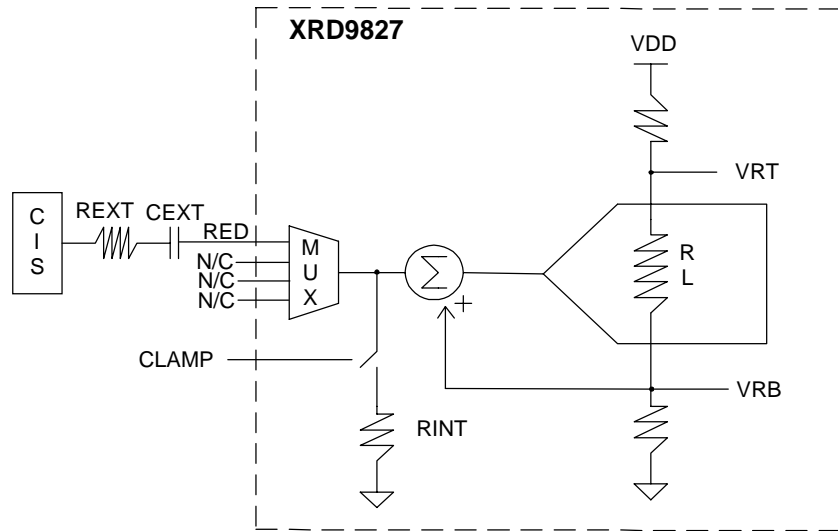 XRD9827
VDD
VRT
C
I
S
REXT
CEXT
RED
N/C
N/C
N/C
M
U
X
Σ
+
R
L
CLAMP
RINT
VRB